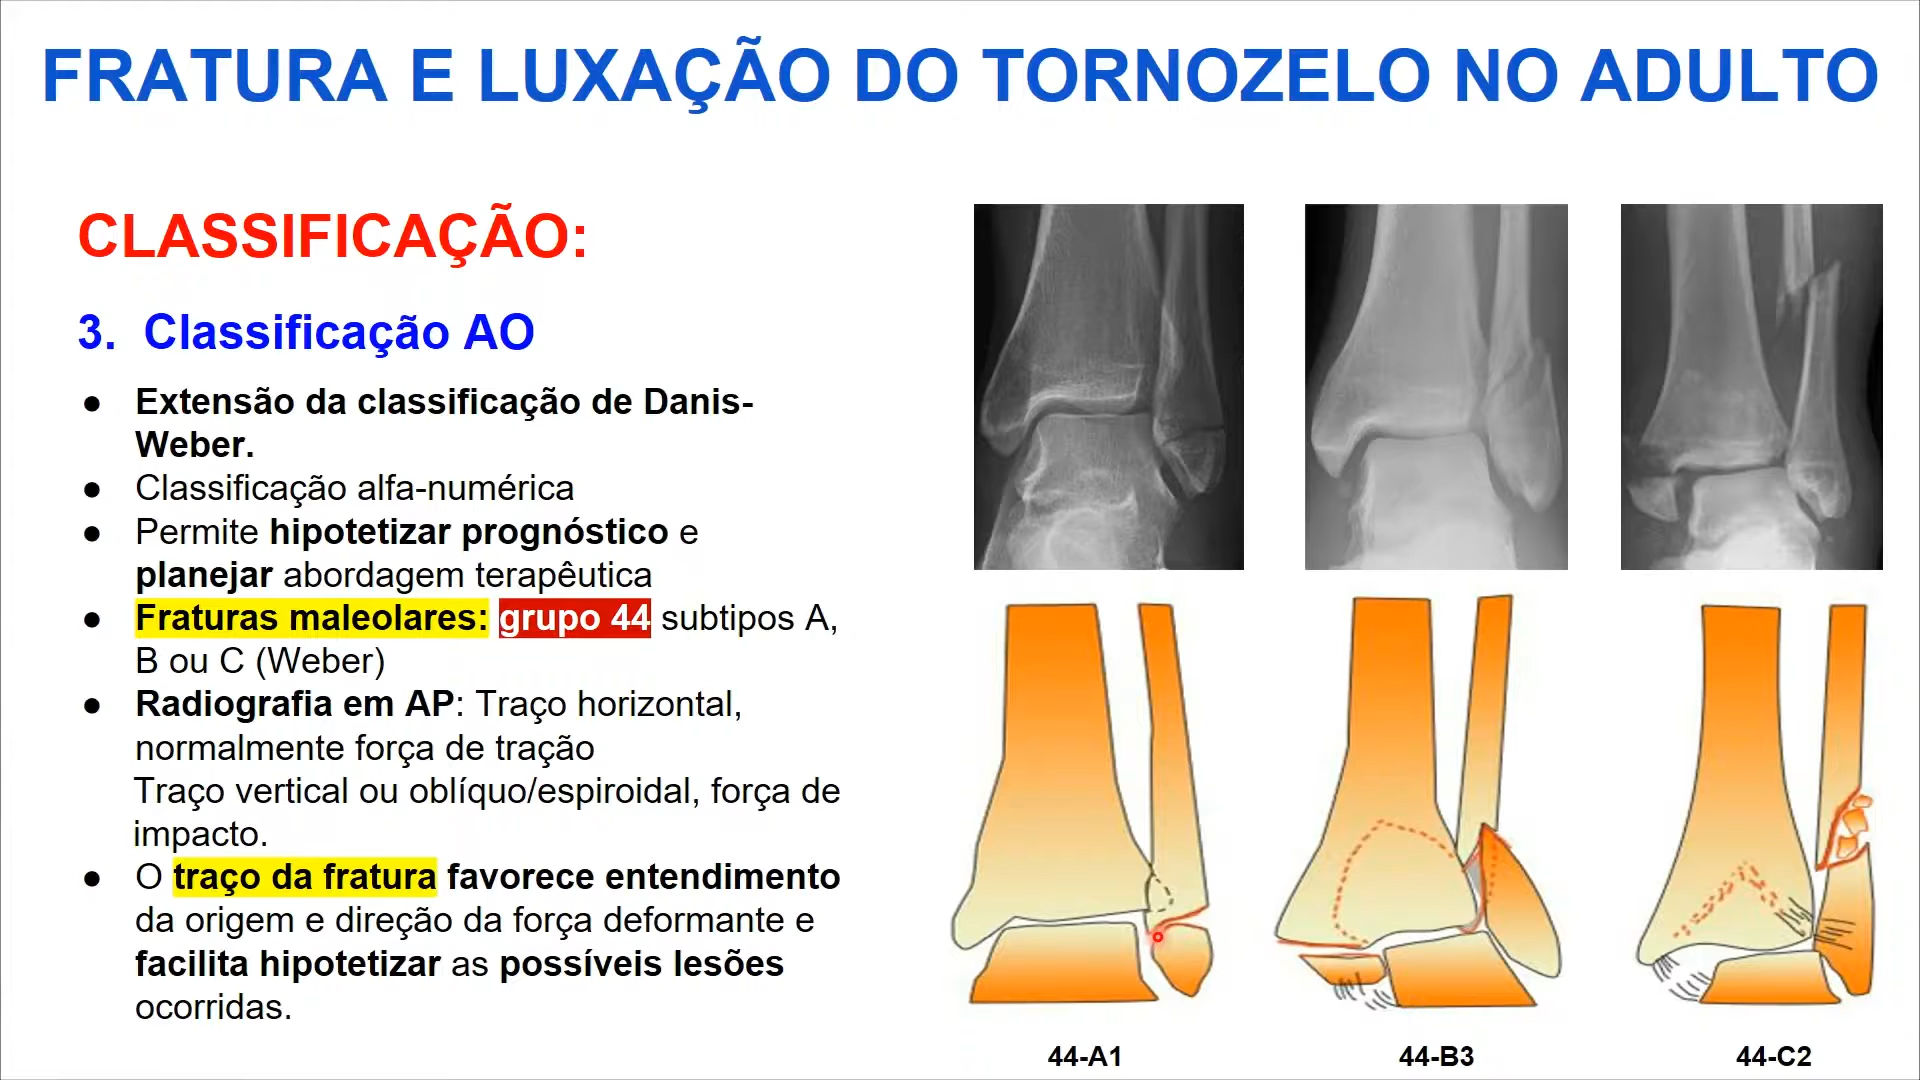 FRATURA E LUXAÇÃO DO TORNOZELO NO ADULTO
CLASSIFICAÇÃO:
3. Classificação AO
● Extensão da classificação de Danis-
Weber.
● Classificação alfa-numérica
● Permite hipotetizar prognóstico e
planejar abordagem terapêutica
● Fraturas maleolares: grupo 44 subtipos A,
B ou C (Weber)
● Radiografia em AP: Traço horizontal,
normalmente força de tração
Traço vertical ou oblíquo/espiroidal, força de
impacto.
● O traço da fratura favorece entendimento
da origem e direção da força deformante e
facilita hipotetizar as possíveis lesões
ocorridas.
44-A1
44-B3
44-C2